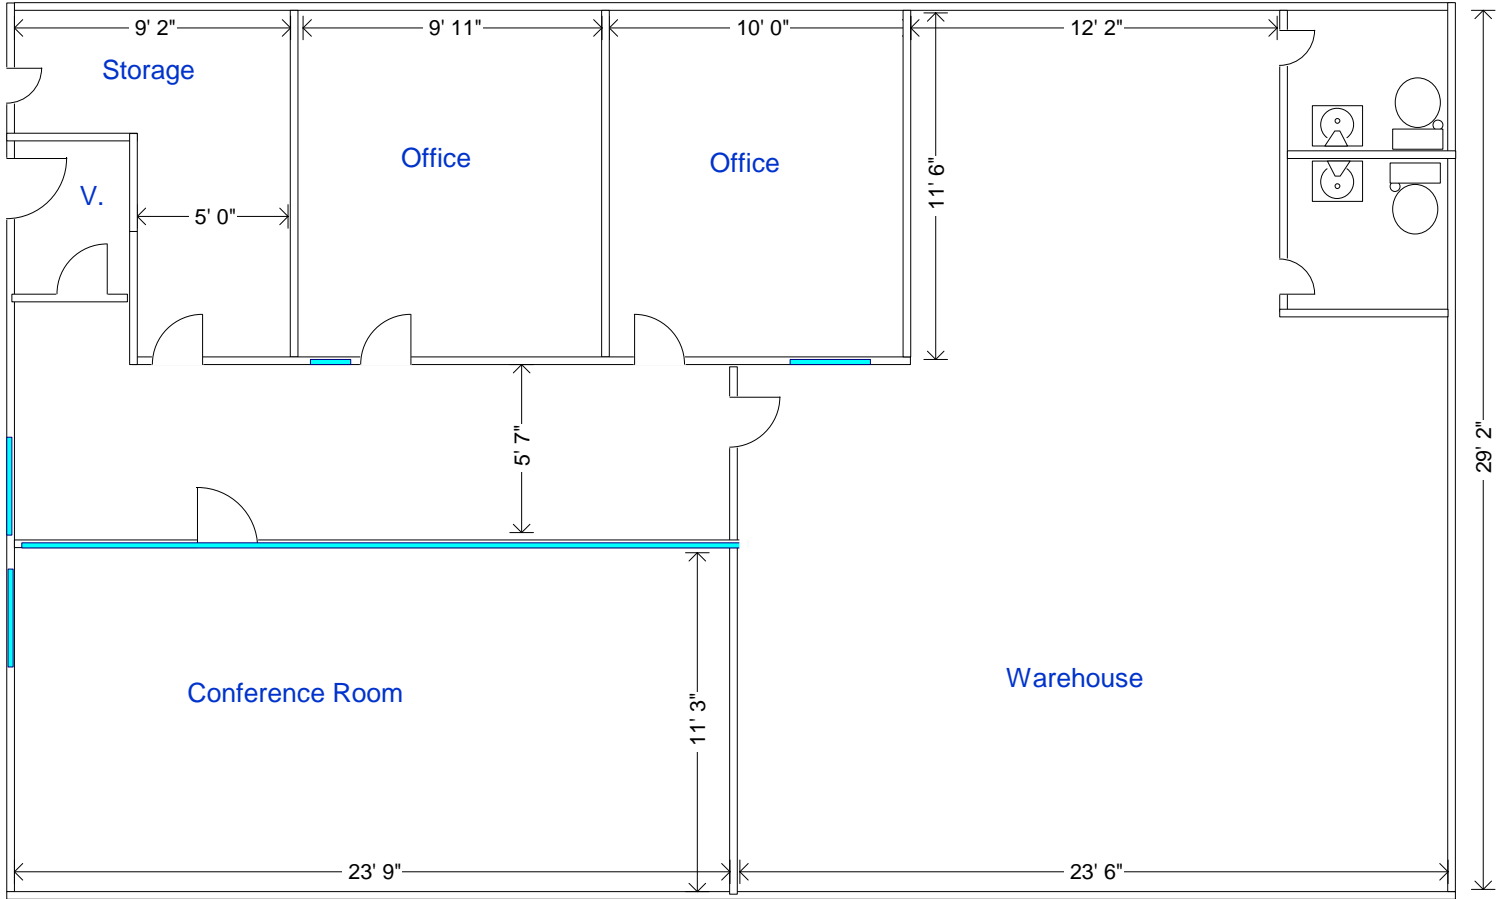 9' 2"
9' 11"
10' 0"
12' 2"
Storage
Office
Office
11' 6"
V.
5' 0"
5' 7"
29' 2"
Conference Room
Warehouse
11' 3"
23' 9"
23' 6"